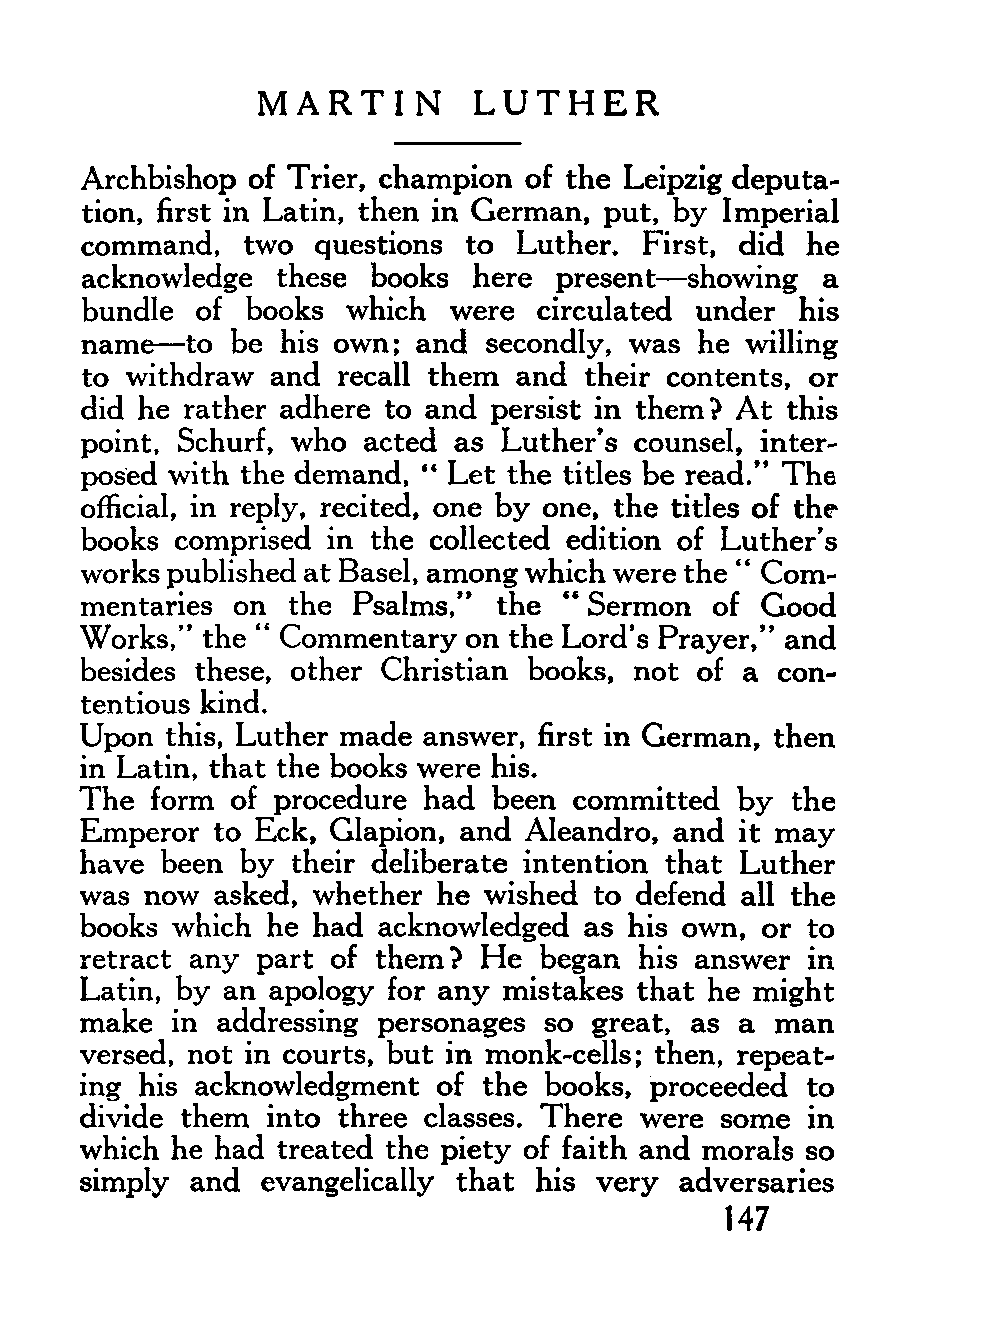 MARTIN LUTHER
Archbishop of Trier, champion of the Leipzig deputa-
tion, first in Latin, then in German, put, by Imperial
command, two questions to Luther. First, did he
acknowledge these books here present—showing a
bundle of books which were circulated under his
name—to be his own; and secondly, was he willing
to withdraw and recall them and their contents, or
did he rather adhere to and persist in them? At this
point, Schurf, who acted as Luther's counsel, inter-
posed with the demand, “ Let the titles be read.” The
official, in reply, recited, one by one, the titles of the
books comprised in the collected edition of Luther's
works published at Basel, among which were the “ Com-
mentaries on the Psalms,” the “ Sermon of Good
Works,” the “ Commentary on the Lord's Prayer,” and
besides these, other Christian books, not of a con-
tentious kind.
Upon this, Luther made answer, first in German, then
in Latin, that the books were his.
The form of procedure had been committed by the
Emperor to Eck, Glapion, and Aleandro, and it may
have been by their deliberate intention that Luther
was now asked, whether he wished to defend all the
books which he had acknowledged as his own, or to
retract any part of them? He began his answer in
Latin, by an apology for any mistakes that he might
make in addressing personages so great, as a man
versed, not in courts, but in monk-cells; then, repeat-
ing his acknowledgment of the books, proceeded to
divide them into three classes. There were some in
which he had treated the piety of faith and morals so
simply and evangelically that his very adversaries
147